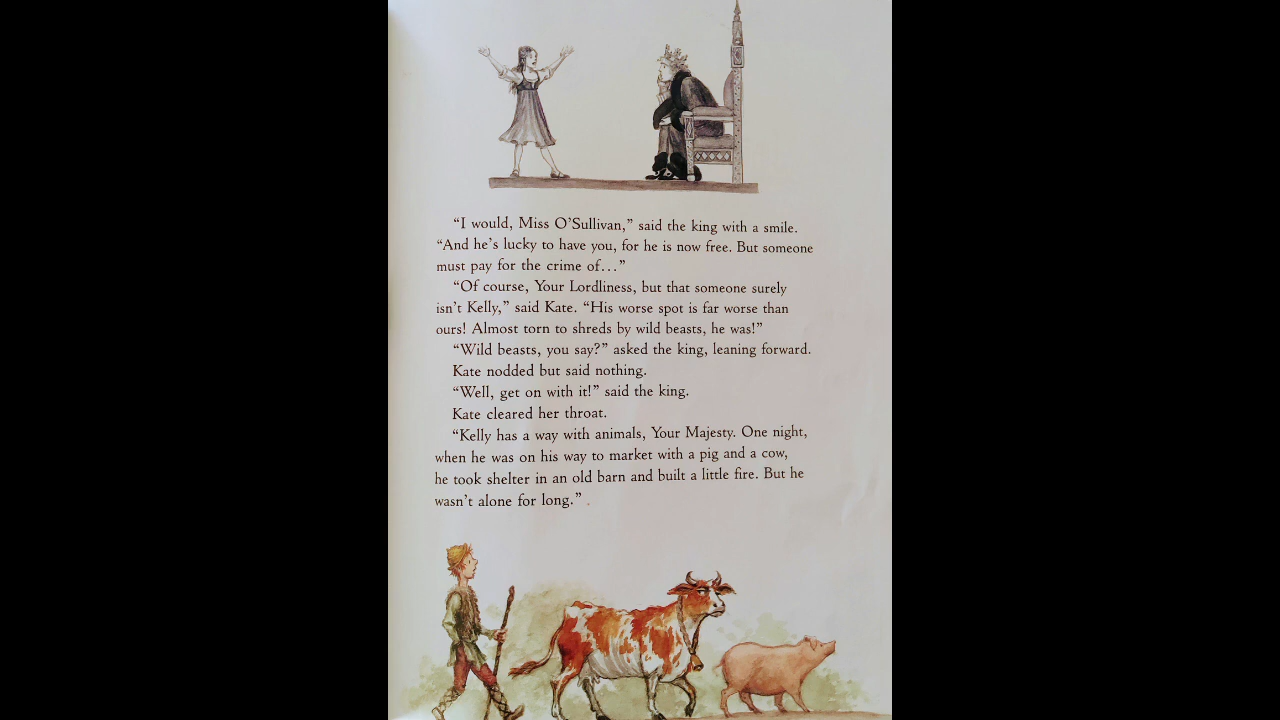 “I would, Miss O’Sullivan,” said the king with a smile.
“And he’s lucky to have you, for he is now free. But someone
must pay for the crime of…”
“Of course, Your Lordliness, but that someone surely
isn’t Kelly,” said Kate. “His worse spot is far worse than
ours! Almost torn to shreds by wild beasts, he was!”
“Wild beasts, you say?” asked the king, leaning forward.
Kate nodded but said nothing.
“Well, get on with it!” said the king.
Kate cleared her throat.
“Kelly has a way with animals, Your Majesty. One night,
when he was on his way to market with a pig and a cow,
he took shelter in an old barn and built a little fire. But he
wasn’t alone for long.”